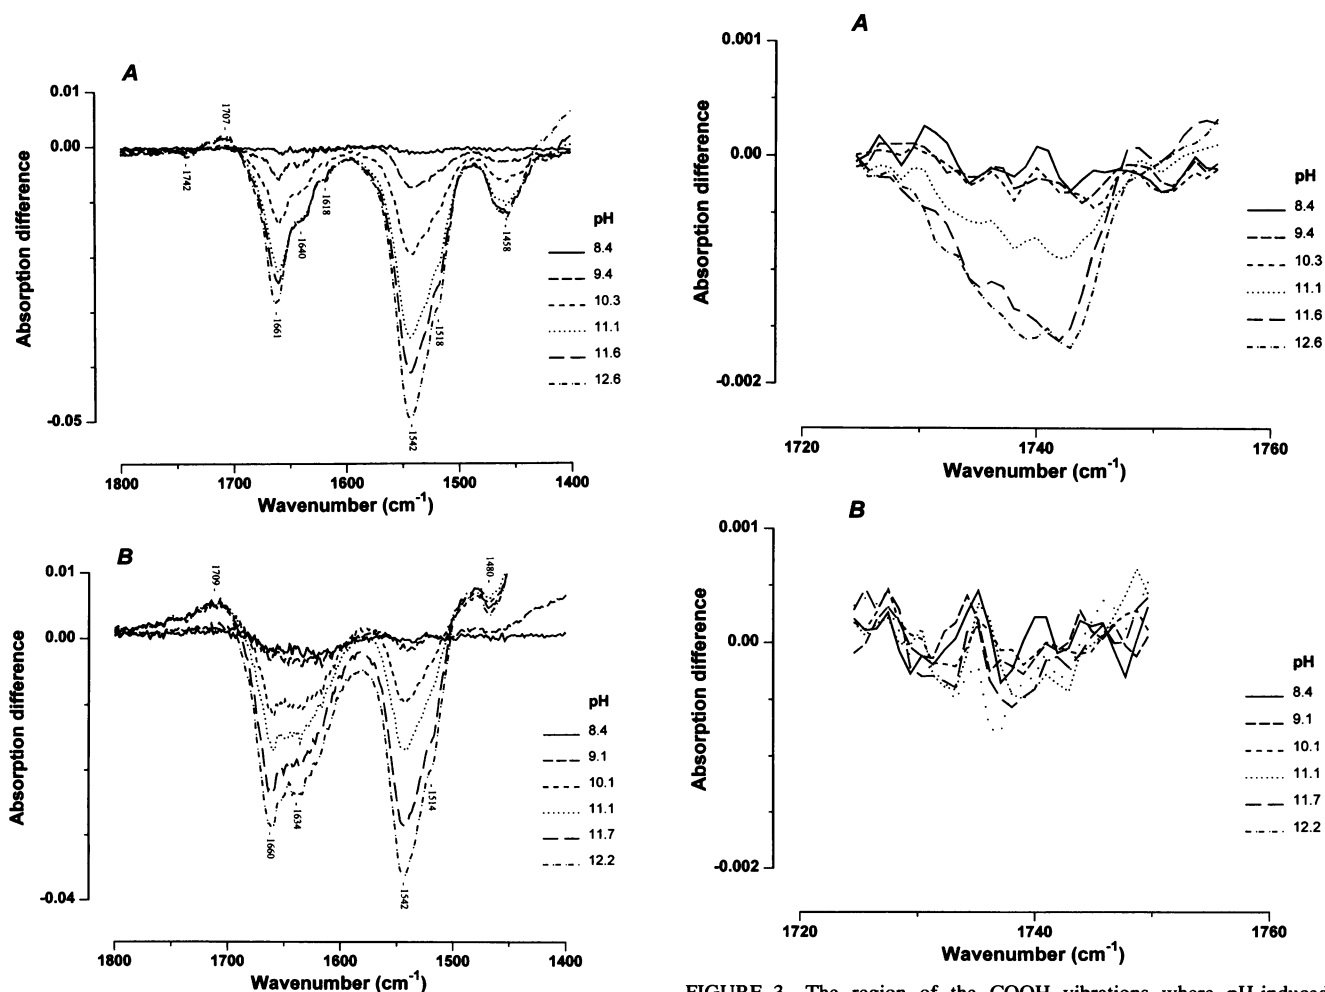 A
0.01
0.00
-0.05
Absorption difference
1707
1742
1661
1640
1618
1542
1518
1458
pH
8.4
9.4
10.3
11.1
11.6
12.6
1800 1700 1600 1500 1400
Wavenumber (cm-1)
B
0.01
0.00
-0.04
Absorption difference
1709
1660
1634
1542
1514
1480
pH
8.4
9.1
10.1
11.1
11.7
12.2
1800 1700 1600 1500 1400
Wavenumber (cm-1)
A
0.001
0.00
-0.002
Absorption difference
pH
8.4
9.4
10.3
11.1
11.6
12.6
1720 1740 1760
Wavenumber (cm-1)
B
0.001
0.00
-0.002
Absorption difference
pH
8.4
9.1
10.1
11.1
11.7
12.2
1720 1740 1760
Wavenumber (cm-1)
FIGURE 3 The region of the COOH vibrations where pH-induced